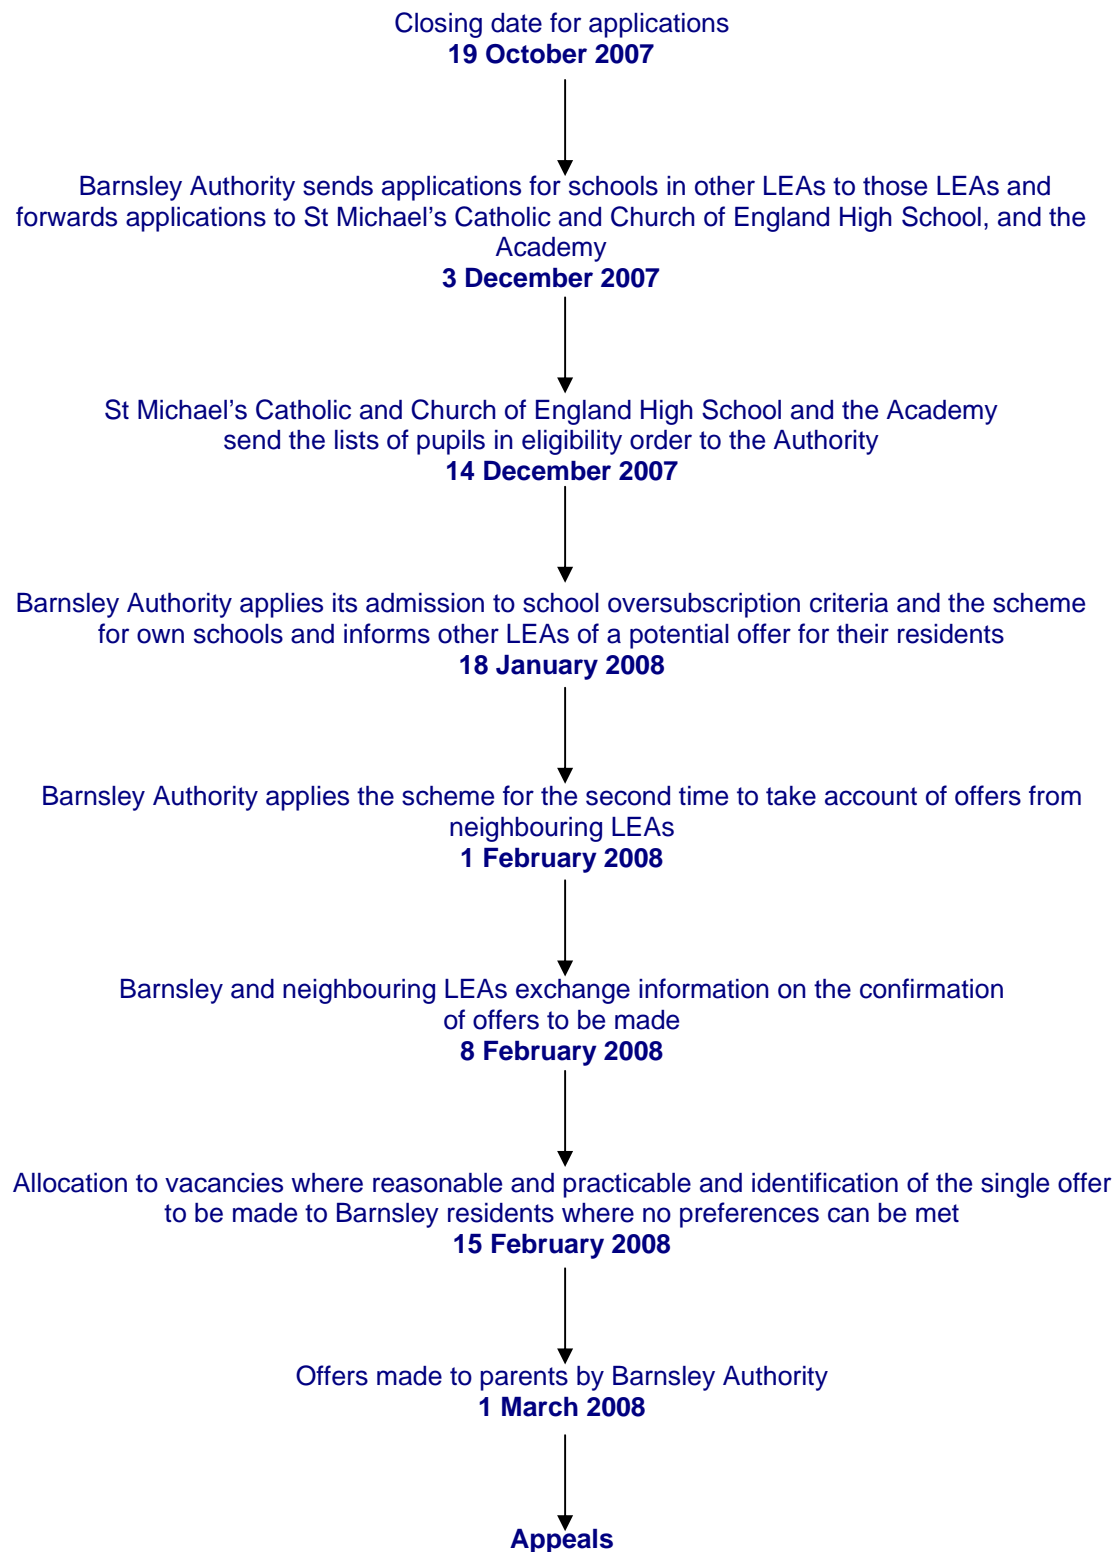 Closing date for applications
19 October 2007
Barnsley Authority sends applications for schools in other LEAs to those LEAs and
forwards applications to St Michael's Catholic and Church of England High School, and the
Academy
3 December 2007
St Michael's Catholic and Church of England High School and the Academy
send the lists of pupils in eligibility order to the Authority
14 December 2007
Barnsley Authority applies its admission to school oversubscription criteria and the scheme
for own schools and informs other LEAs of a potential offer for their residents
18 January 2008
Barnsley Authority applies the scheme for the second time to take account of offers from
neighbouring LEAs
1 February 2008
Barnsley and neighbouring LEAs exchange information on the confirmation
of offers to be made
8 February 2008
Allocation to vacancies where reasonable and practicable and identification of the single offer
to be made to Barnsley residents where no preferences can be met
15 February 2008
Offers made to parents by Barnsley Authority
1 March 2008
Appeals